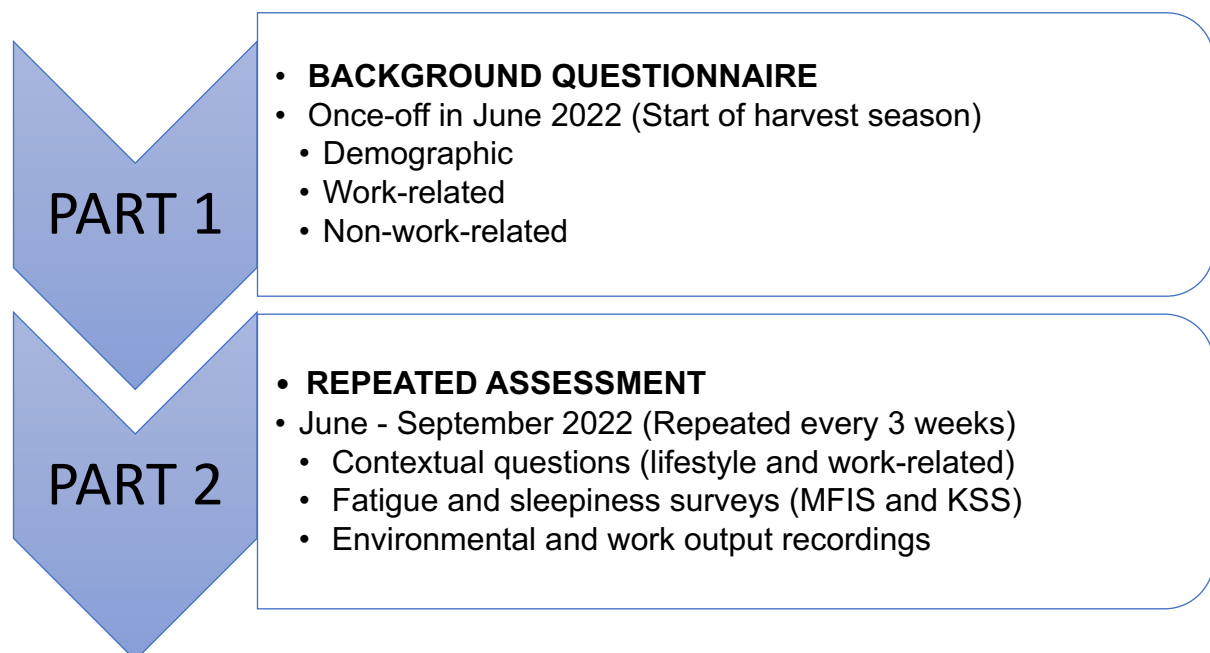 PART 1
• BACKGROUND QUESTIONNAIRE
• Once-off in June 2022 (Start of harvest season)
• Demographic
• Work-related
• Non-work-related
PART 2
• REPEATED ASSESSMENT
• June - September 2022 (Repeated every 3 weeks)
• Contextual questions (lifestyle and work-related)
• Fatigue and sleepiness surveys (MFIS and KSS)
• Environmental and work output recordings